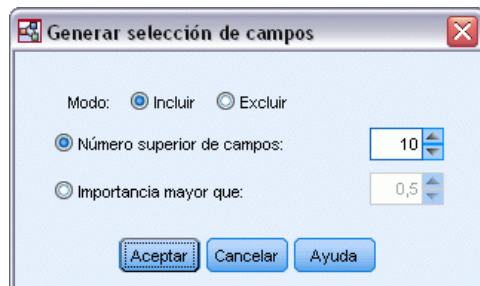 Generar selección de campos
Modo: Incluir Excluir
Número superior de campos: 10
Importancia mayor que: 0,5
Aceptar Cancelar Ayuda